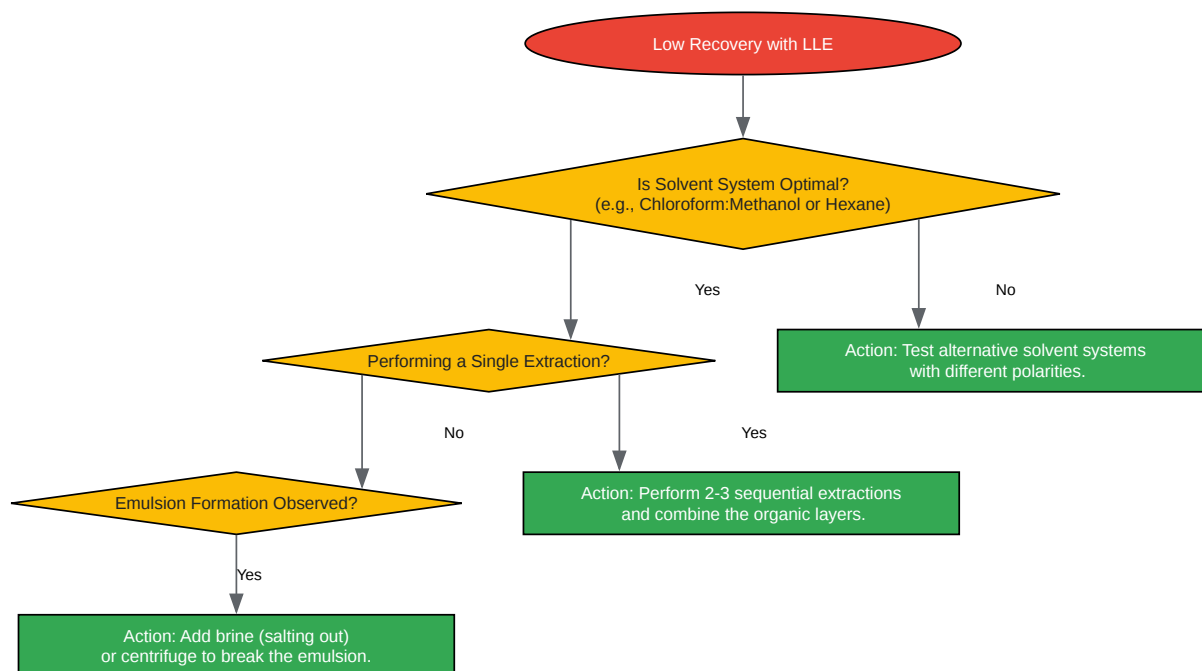 Low Recovery with LLE
Is Solvent System Optimal?
(e.g., Chloroform:Methanol or Hexane)
Yes
No
Performing a Single Extraction?
Action: Test alternative solvent systems
with different polarities.
No
Yes
Emulsion Formation Observed?
Action: Perform 2-3 sequential extractions
and combine the organic layers.
Yes
Action: Add brine (salting out)
or centrifuge to break the emulsion.